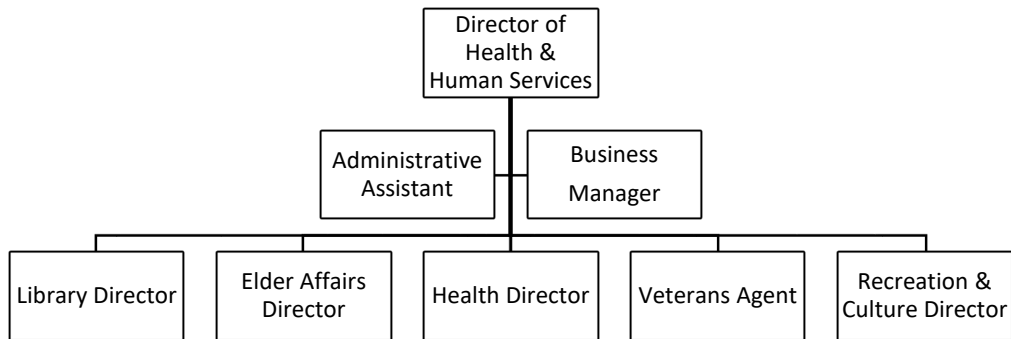 Director of
Health &
Human Services
Administrative
Assistant
Business
Manager
Library Director
Elder Affairs
Director
Health Director
Veterans Agent
Recreation &
Culture Director